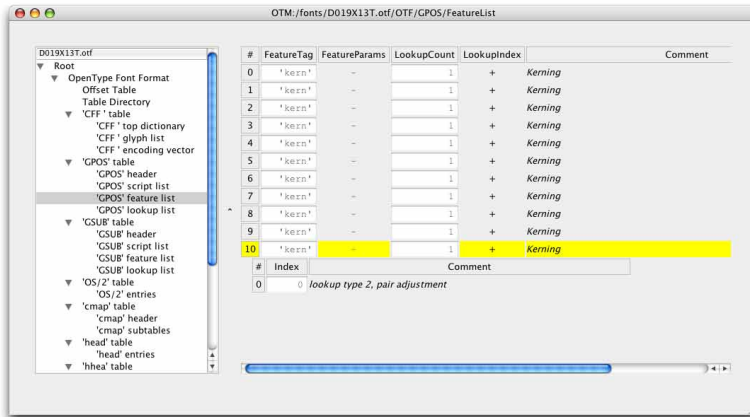 OTM:/fonts/D019X13T.otf/OTF/GPOS/FeatureList
D019X13T.otf
Root
OpenType Font Format
Offset Table
Table Directory
'CFF ' table
'CFF ' top dictionary
'CFF ' glyph list
'CFF ' encoding vector
'GPOS' table
'GPOS' header
'GPOS' script list
'GPOS' feature list
'GPOS' lookup list
'GSUB' table
'GSUB' header
'GSUB' script list
'GSUB' feature list
'GSUB' lookup list
'OS/2' table
'OS/2' entries
'cmap' table
'cmap' header
'cmap' subtables
'head' table
'head' entries
'hhea' table
# FeatureTag FeatureParams LookupCount LookupIndex Comment
0 'kern' – 1 + Kerning
1 'kern' – 1 + Kerning
2 'kern' – 1 + Kerning
3 'kern' – 1 + Kerning
4 'kern' – 1 + Kerning
5 'kern' – 1 + Kerning
6 'kern' – 1 + Kerning
7 'kern' – 1 + Kerning
8 'kern' – 1 + Kerning
9 'kern' – 1 + Kerning
10 'kern' – 1 + Kerning
# Index Comment
0 0 lookup type 2, pair adjustment